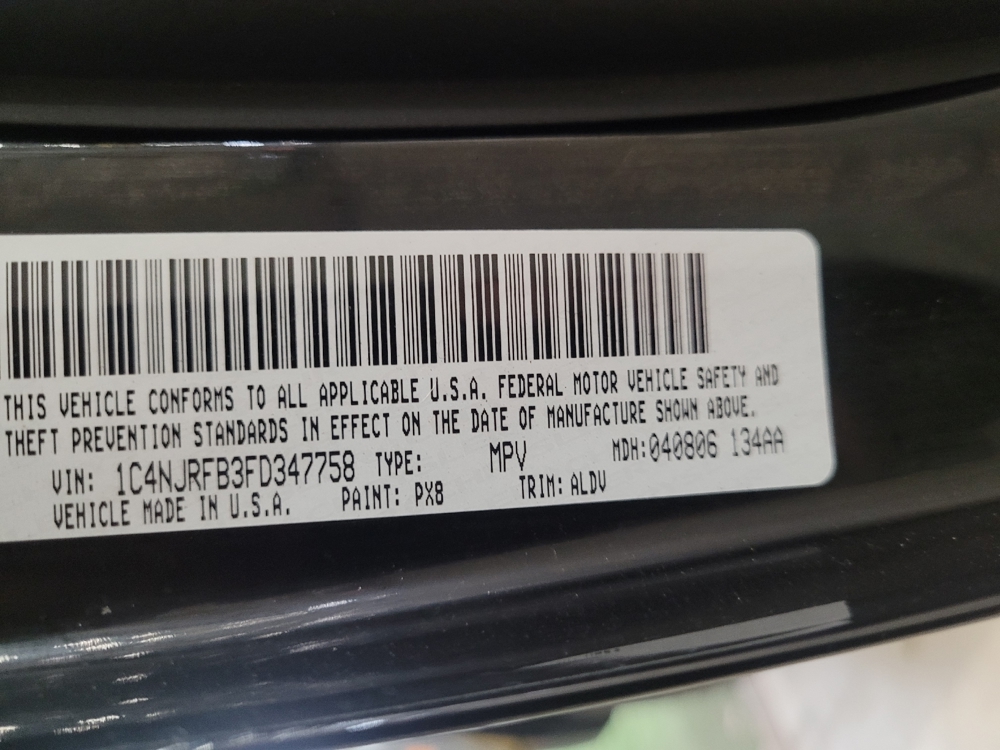 THIS VEHICLE CONFORMS TO ALL APPLICABLE U.S.A. FEDERAL MOTOR VEHICLE SAFETY AND
THEFT PREVENTION STANDARDS IN EFFECT ON THE DATE OF MANUFACTURE SHOWN ABOVE.
VIN: 1C4NJRFB3FD347758 TYPE: MPV MDH:040806 134AA
VEHICLE MADE IN U.S.A. PAINT: PX8 TRIM: ALDV